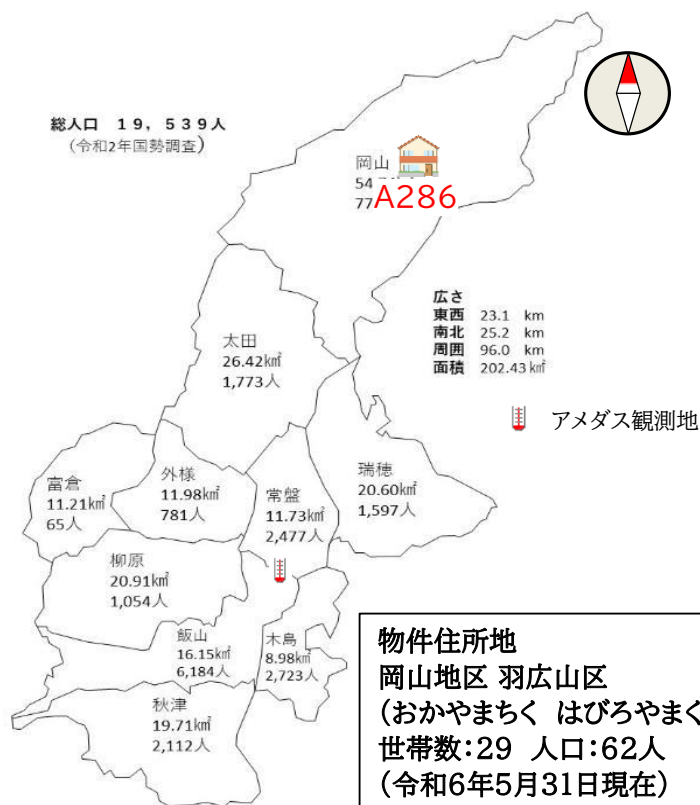 総人口 19,539人
(令和2年国勢調査)
岡山
54
77
A286
広さ
東西 23.1 km
南北 25.2 km
周囲 96.0 km
面積 202.43㎢
アメダス観測地
太田
26.42㎢
1,773人
瑞穂
20.60㎢
1,597人
富倉
11.21㎢
65人
外様
11.98㎢
781人
常盤
11.73㎢
2,477人
柳原
20.91㎢
1,054人
飯山
16.15㎢
6,184人
木島
8.98㎢
2,723人
秋津
19.71㎢
2,112人
物件住所地
岡山地区 羽広山区
(おかやまちく はびろやまく
世帯数:29 人口:62人
(令和6年5月31日現在)